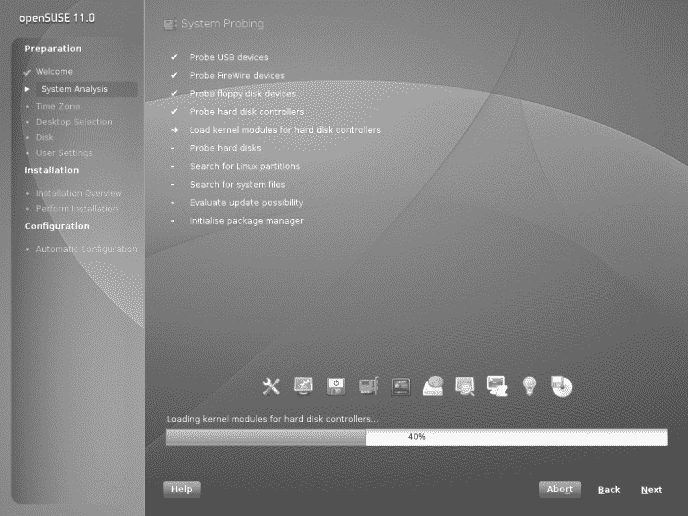 openSUSE 11.0
Preparation
Welcome
System Analysis
Time Zone
Desktop Selection
Disk
User Settings
Installation
Installation Overview
Perform Installation
Configuration
Automatic Configuration
System Probing
Probe USB devices
Probe FireWire devices
Probe floppy disk devices
Probe hard disk controllers
Load kernel modules for hard disk controllers
Probe hard disks
Search for Linux partitions
Search for system files
Evaluate update possibility
Initialise package manager
Loading kernel modules for hard disk controllers...
40%
Help
Abort
Back
Next